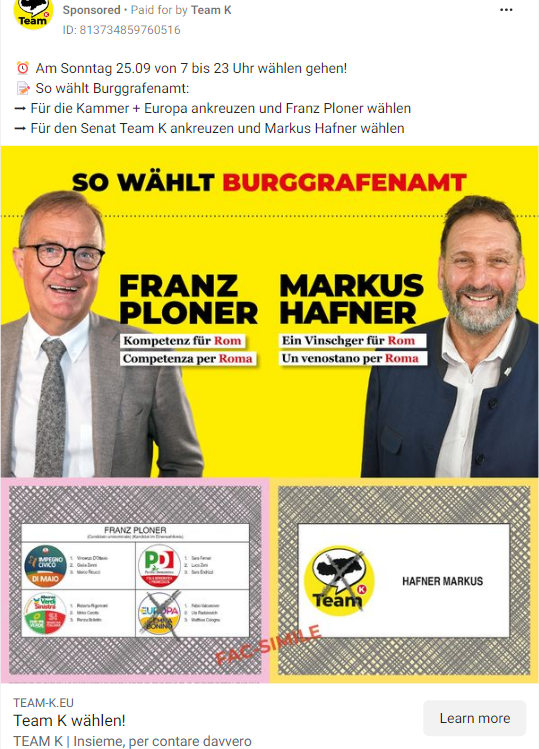 Team K
Sponsored • Paid for by Team K
ID: 813734859760516
⏰ Am Sonntag 25.09 von 7 bis 23 Uhr wählen gehen!
📝 So wählt Burggrafenamt:
➞ Für die Kammer + Europa ankreuzen und Franz Ploner wählen
➞ Für den Senat Team K ankreuzen und Markus Hafner wählen
SO WÄHLT BURGGRAFENAMT
FRANZ
PLONER
Kompetenz für Rom
Competenza per Roma
MARKUS
HAFNER
Ein Vinschger für Rom
Un venostano per Roma
FRANZ PLONER
IMPEGNO
CIVICO
DI MAIO
PD
EUROPA
BONINO
FAC-SIMILE
Team K
HAFNER MARKUS
TEAM-K.EU
Team K wählen!
TEAM K | Insieme, per contare davvero
Learn more